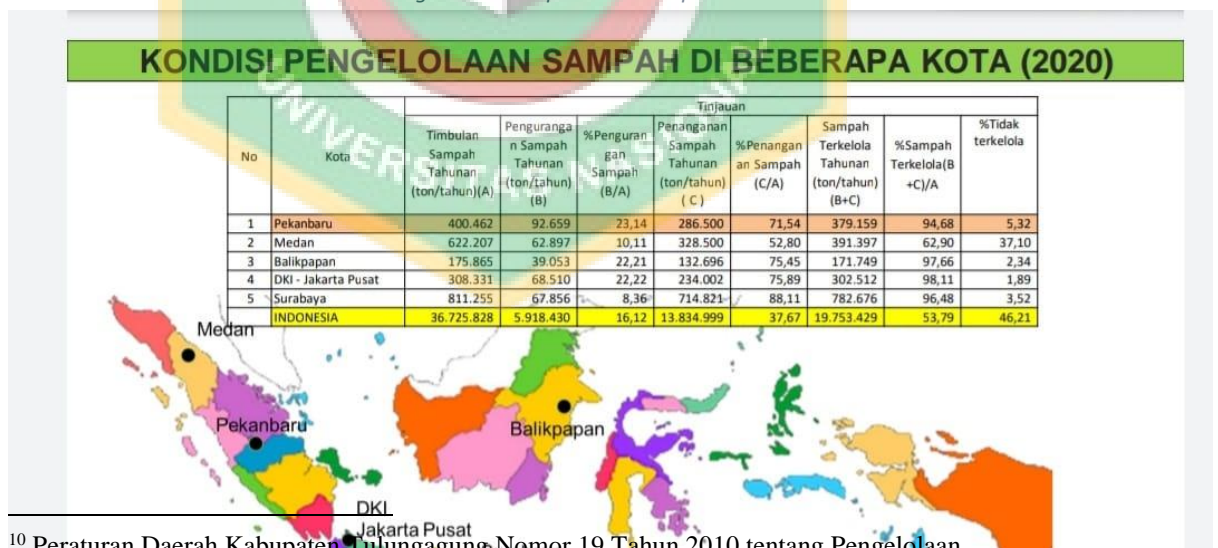 KONDISI PENGELOLAAN SAMPAH DI BEBERAPA KOTA (2020)
UNIVERSITAS NASIONAL
Tinjauan
No
Kota
Timbulan
Sampah
Tahunan
(ton/tahun)(A)
Penguranga
n Sampah
Tahunan
(ton/tahun)
(B)
%Penguran
gan
Sampah
(B/A)
Penanganan
Sampah
Tahunan
(ton/tahun)
( C )
%Penangan
an Sampah
(C/A)
Sampah
Terkelola
Tahunan
(ton/tahun)
(B+C)
%Sampah
Terkelola(B
+C)/A
%Tidak
terkelola
1 Pekanbaru 400.462 92.659 23,14 286.500 71,54 379.159 94,68 5,32
2 Medan 622.207 62.897 10,11 328.500 52,80 391.397 62,90 37,10
3 Balikpapan 175.865 39.053 22,21 132.696 75,45 171.749 97,66 2,34
4 DKI - Jakarta Pusat 308.331 68.510 22,22 234.002 75,89 302.512 98,11 1,89
5 Surabaya 811.255 67.856 8,36 714.821 88,11 782.676 96,48 3,52
INDONESIA 36.725.828 5.918.430 16,12 13.834.999 37,67 19.753.429 53,79 46,21
Medan
Pekanbaru
Balikpapan
DKI
Jakarta Pusat
10 Peraturan Daerah Kabupaten Tulungagung Nomor 19 Tahun 2010 tentang Pengelolaan